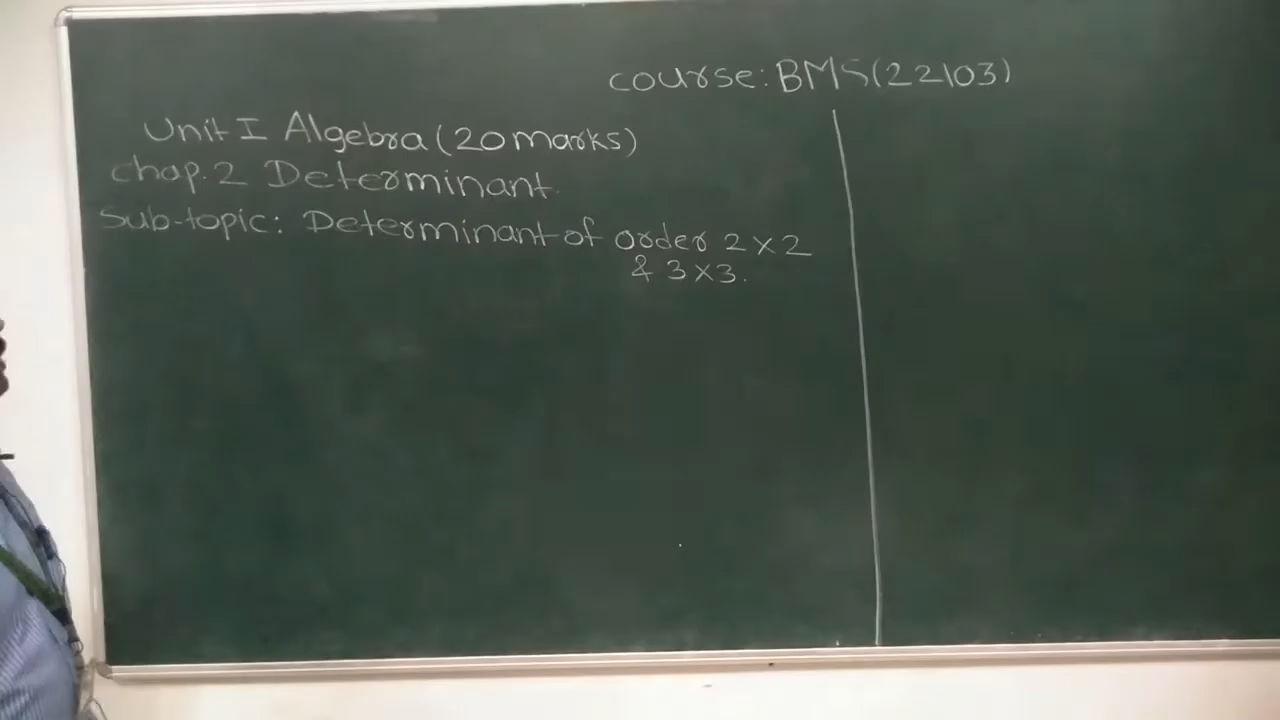 course: BMS(22103)
Unit I Algebra (20 marks)
chap.2 Determinant
Sub-topic: Determinant of order 2×2
& 3×3.